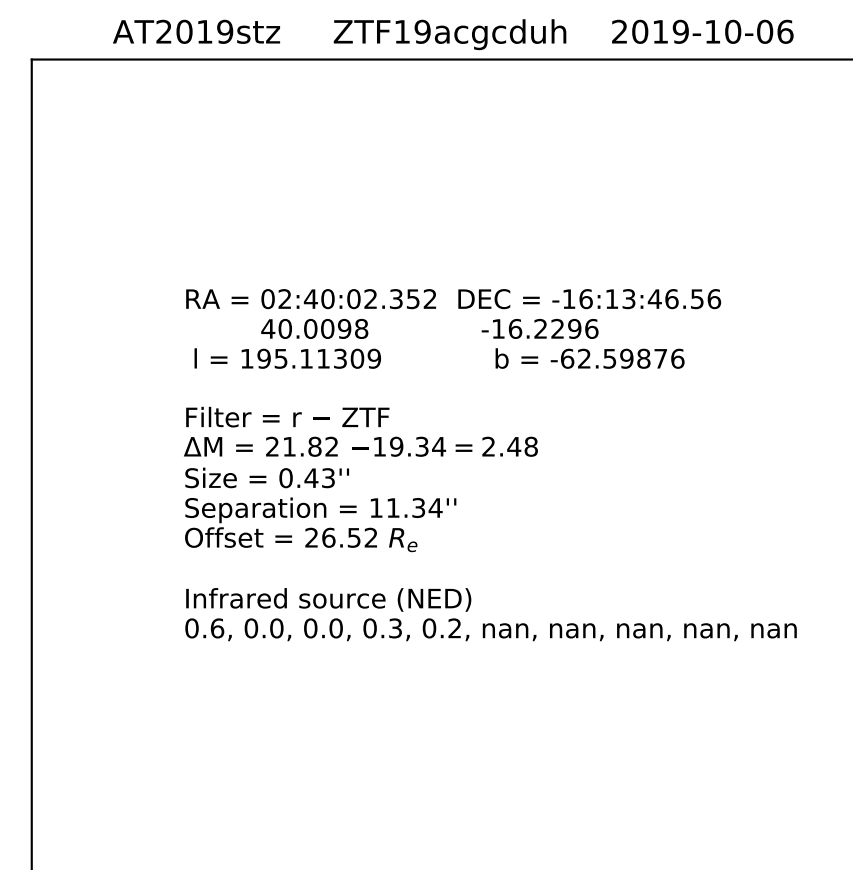 AT2019stz ZTF19acgcduh 2019-10-06
RA = 02:40:02.352 DEC = -16:13:46.56
40.0098 -16.2296
l = 195.11309 b = -62.59876
Filter = r − ZTF
ΔM = 21.82 −19.34 = 2.48
Size = 0.43''
Separation = 11.34''
Offset = 26.52 Rₑ
Infrared source (NED)
0.6, 0.0, 0.0, 0.3, 0.2, nan, nan, nan, nan, nan